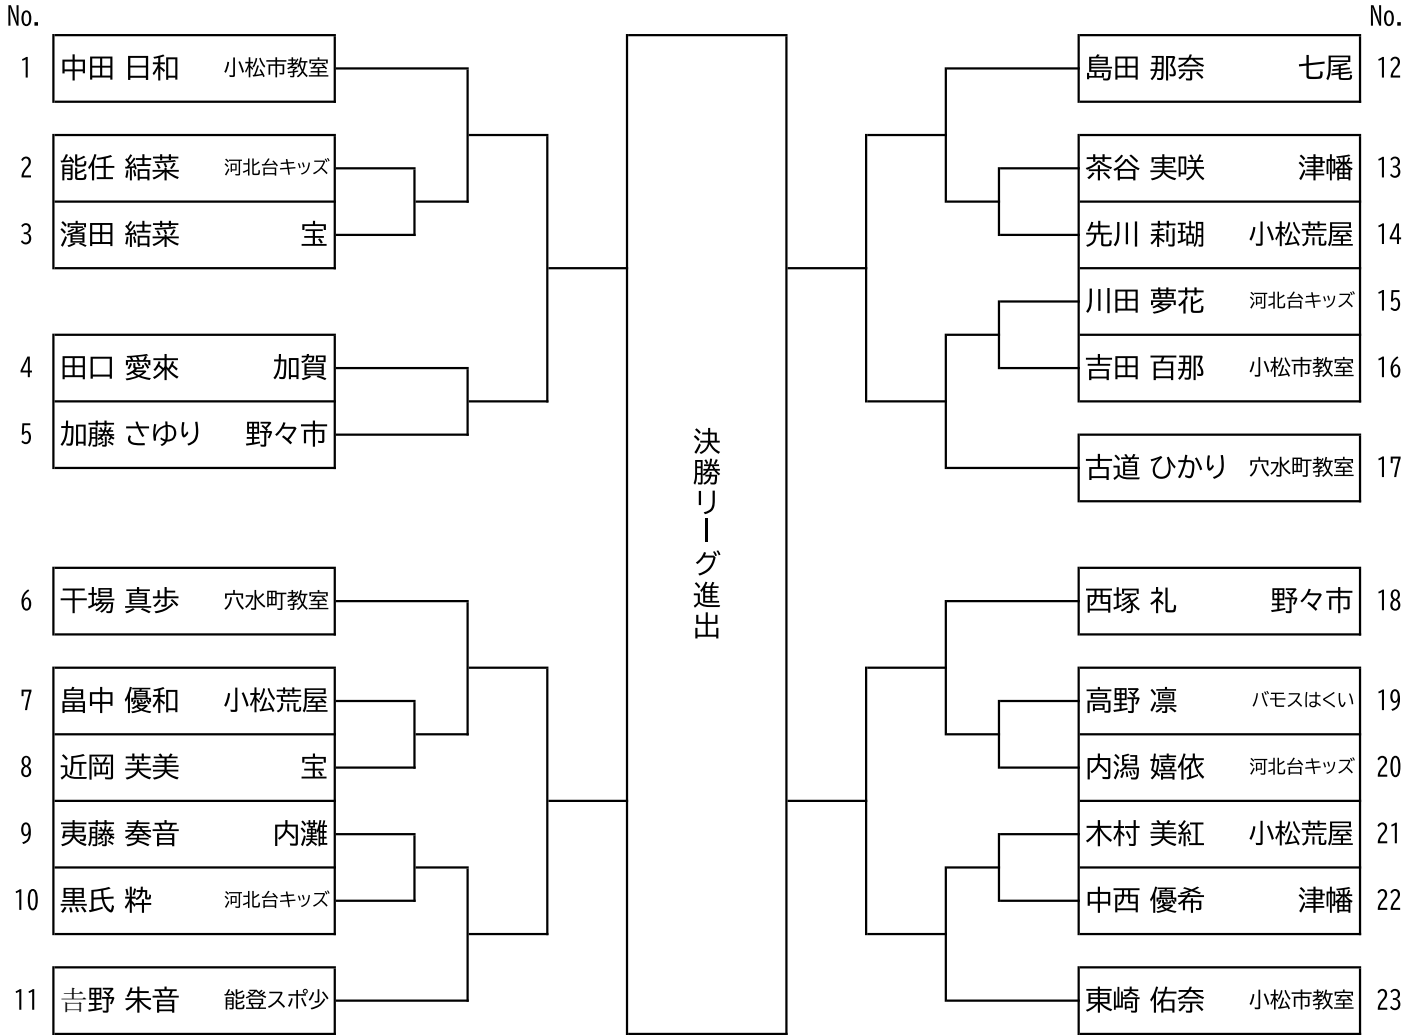 No.
1 中田 日和 小松市教室
2 能任 結菜 河北台キッズ
3 濱田 結菜 宝
4 田口 愛來 加賀
5 加藤 さゆり 野々市
6 干場 真歩 穴水町教室
7 畠中 優和 小松荒屋
8 近岡 芙美 宝
9 夷藤 奏音 内灘
10 黒氏 粋 河北台キッズ
11 𠮷野 朱音 能登スポ少
決勝リーグ進出
No.
島田 那奈 七尾 12
茶谷 実咲 津幡 13
先川 莉瑚 小松荒屋 14
川田 夢花 河北台キッズ 15
吉田 百那 小松市教室 16
古道 ひかり 穴水町教室 17
西塚 礼 野々市 18
高野 凛 バモスはくい 19
内潟 嬉依 河北台キッズ 20
木村 美紅 小松荒屋 21
中西 優希 津幡 22
東崎 佑奈 小松市教室 23